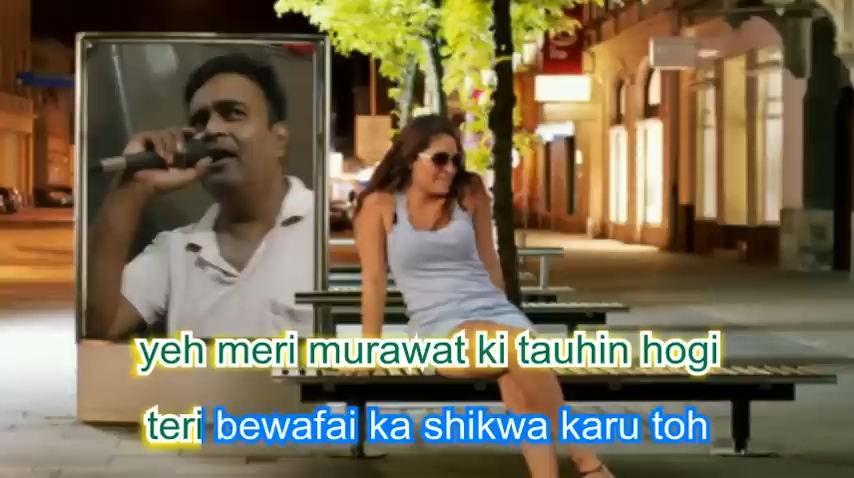 yeh meri murawat ki tauhin hogi
teri bewafai ka shikwa karu toh